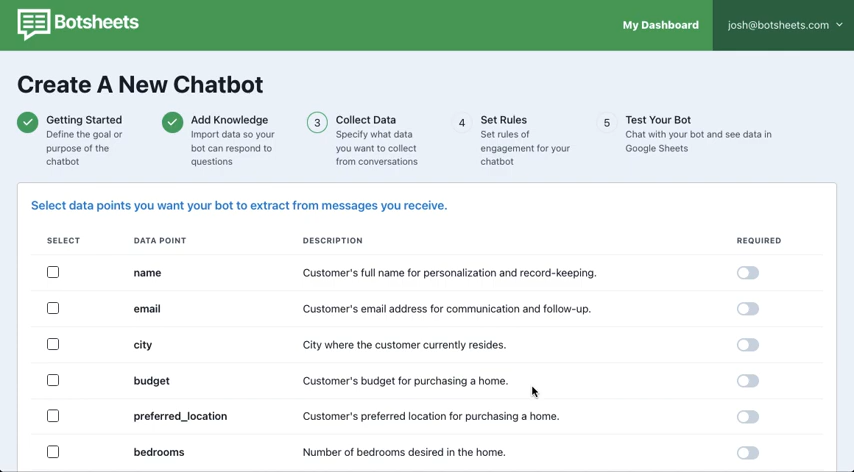 Botsheets
My Dashboard
josh@botsheets.com
Create A New Chatbot
Getting Started
Define the goal or
purpose of the
chatbot
Add Knowledge
Import data so your
bot can respond to
questions
3
Collect Data
Specify what data
you want to collect
from conversations
4
Set Rules
Set rules of
engagement for your
chatbot
5
Test Your Bot
Chat with your bot and see data in
Google Sheets
Select data points you want your bot to extract from messages you receive.
SELECT DATA POINT DESCRIPTION REQUIRED
name Customer's full name for personalization and record-keeping.
email Customer's email address for communication and follow-up.
city City where the customer currently resides.
budget Customer's budget for purchasing a home.
preferred_location Customer's preferred location for purchasing a home.
bedrooms Number of bedrooms desired in the home.